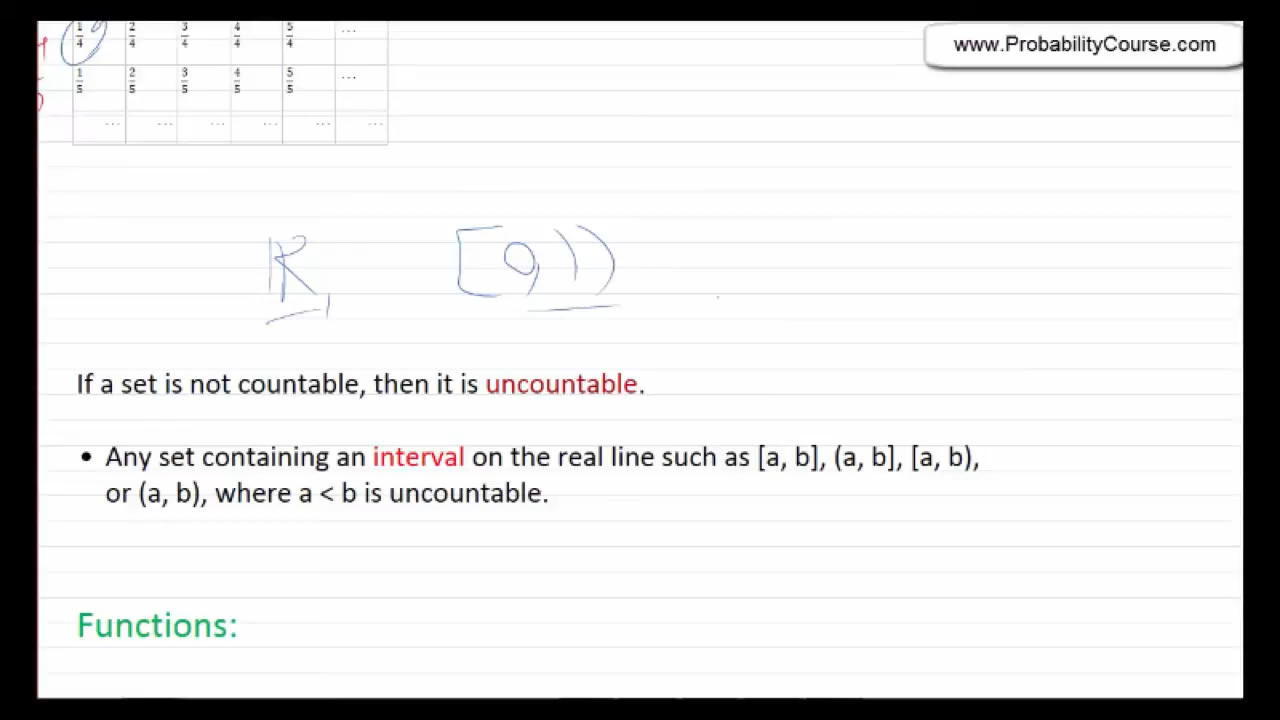 www.ProbabilityCourse.com
1/4 2/4 3/4 4/4 5/4 ...
1/5 2/5 3/5 4/5 5/5 ...
... ... ... ... ... ...
ℝ [0,1)
If a set is not countable, then it is uncountable.
• Any set containing an interval on the real line such as [a, b], (a, b], [a, b),
or (a, b), where a < b is uncountable.
Functions: